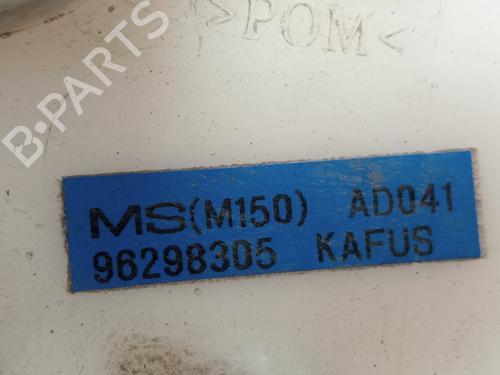 >POM<
B-PARTS
MS(M150) AD041
96298305 KAFUS